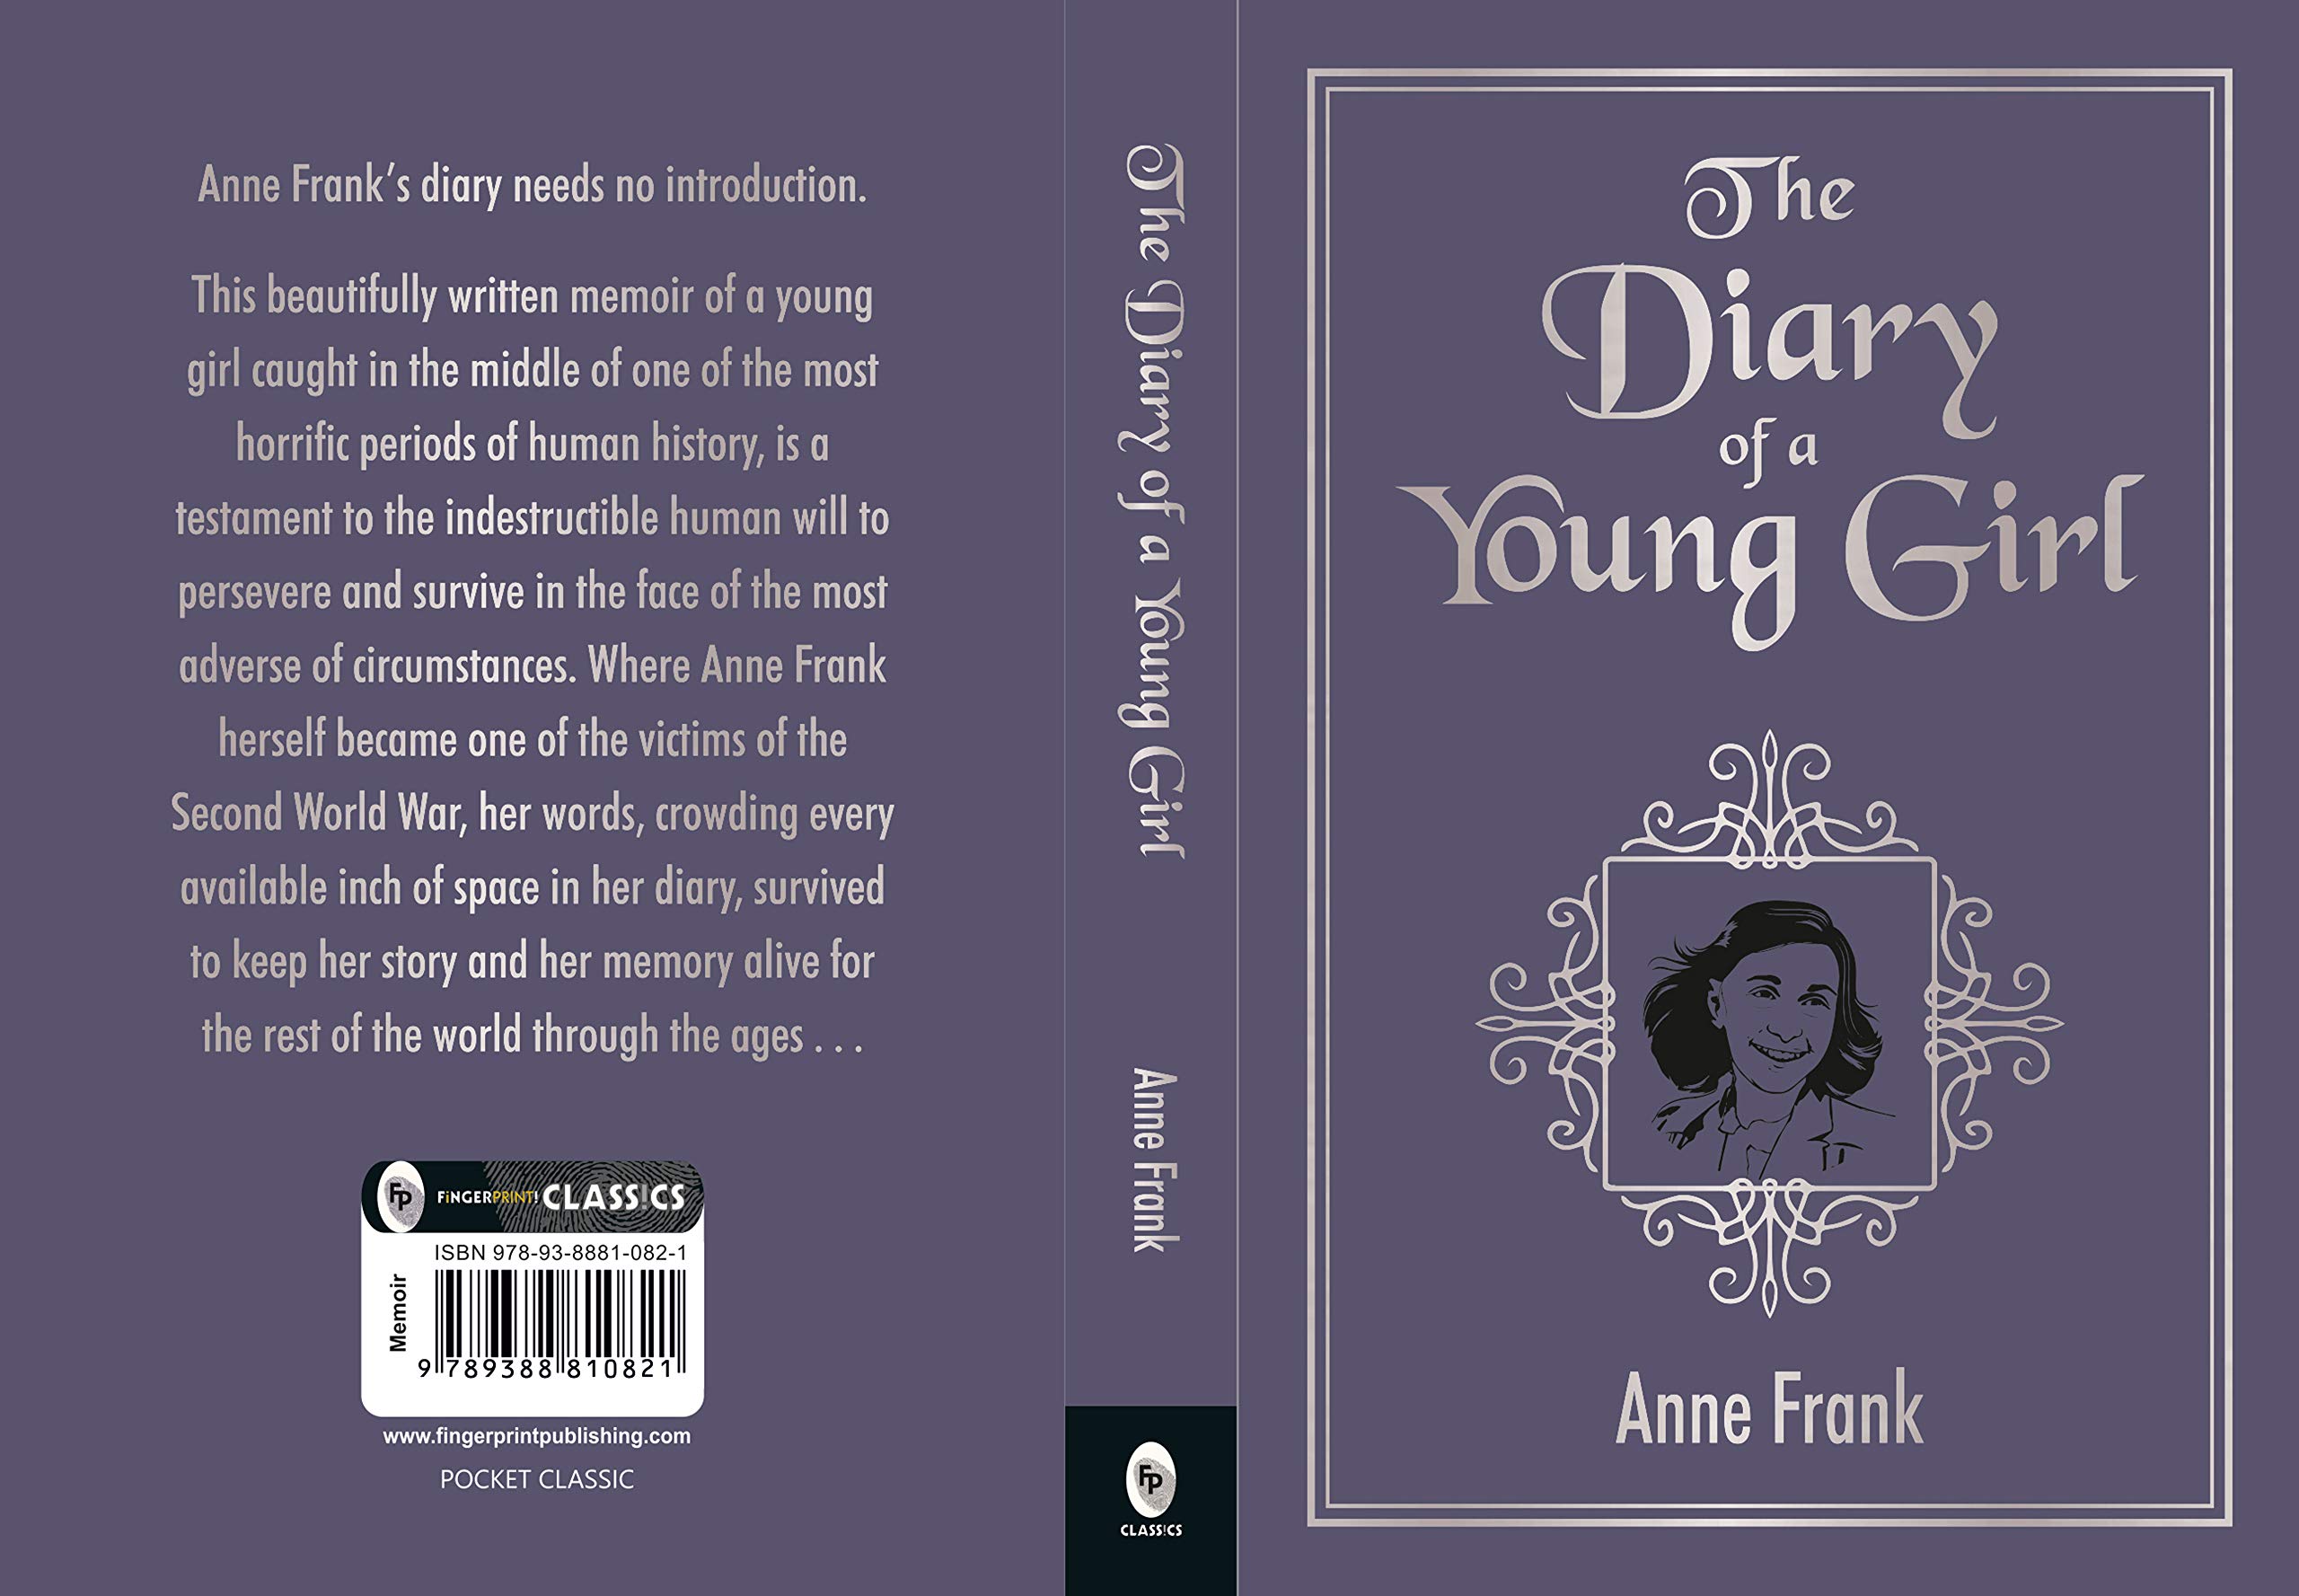 Anne Frank’s diary needs no introduction.
This beautifully written memoir of a young
girl caught in the middle of one of the most
horrific periods of human history, is a
testament to the indestructible human will to
persevere and survive in the face of the most
adverse of circumstances. Where Anne Frank
herself became one of the victims of the
Second World War, her words, crowding every
available inch of space in her diary, survived
to keep her story and her memory alive for
the rest of the world through the ages . . .
FP
FiNGERPRINT! CLASS!CS
ISBN 978-93-8881-082-1
Memoir
9 789388 810821
www.fingerprintpublishing.com
POCKET CLASSIC
The Diary of a Young Girl
Anne Frank
FP
CLASS!CS
The
Diary
of a
Young Girl
Anne Frank